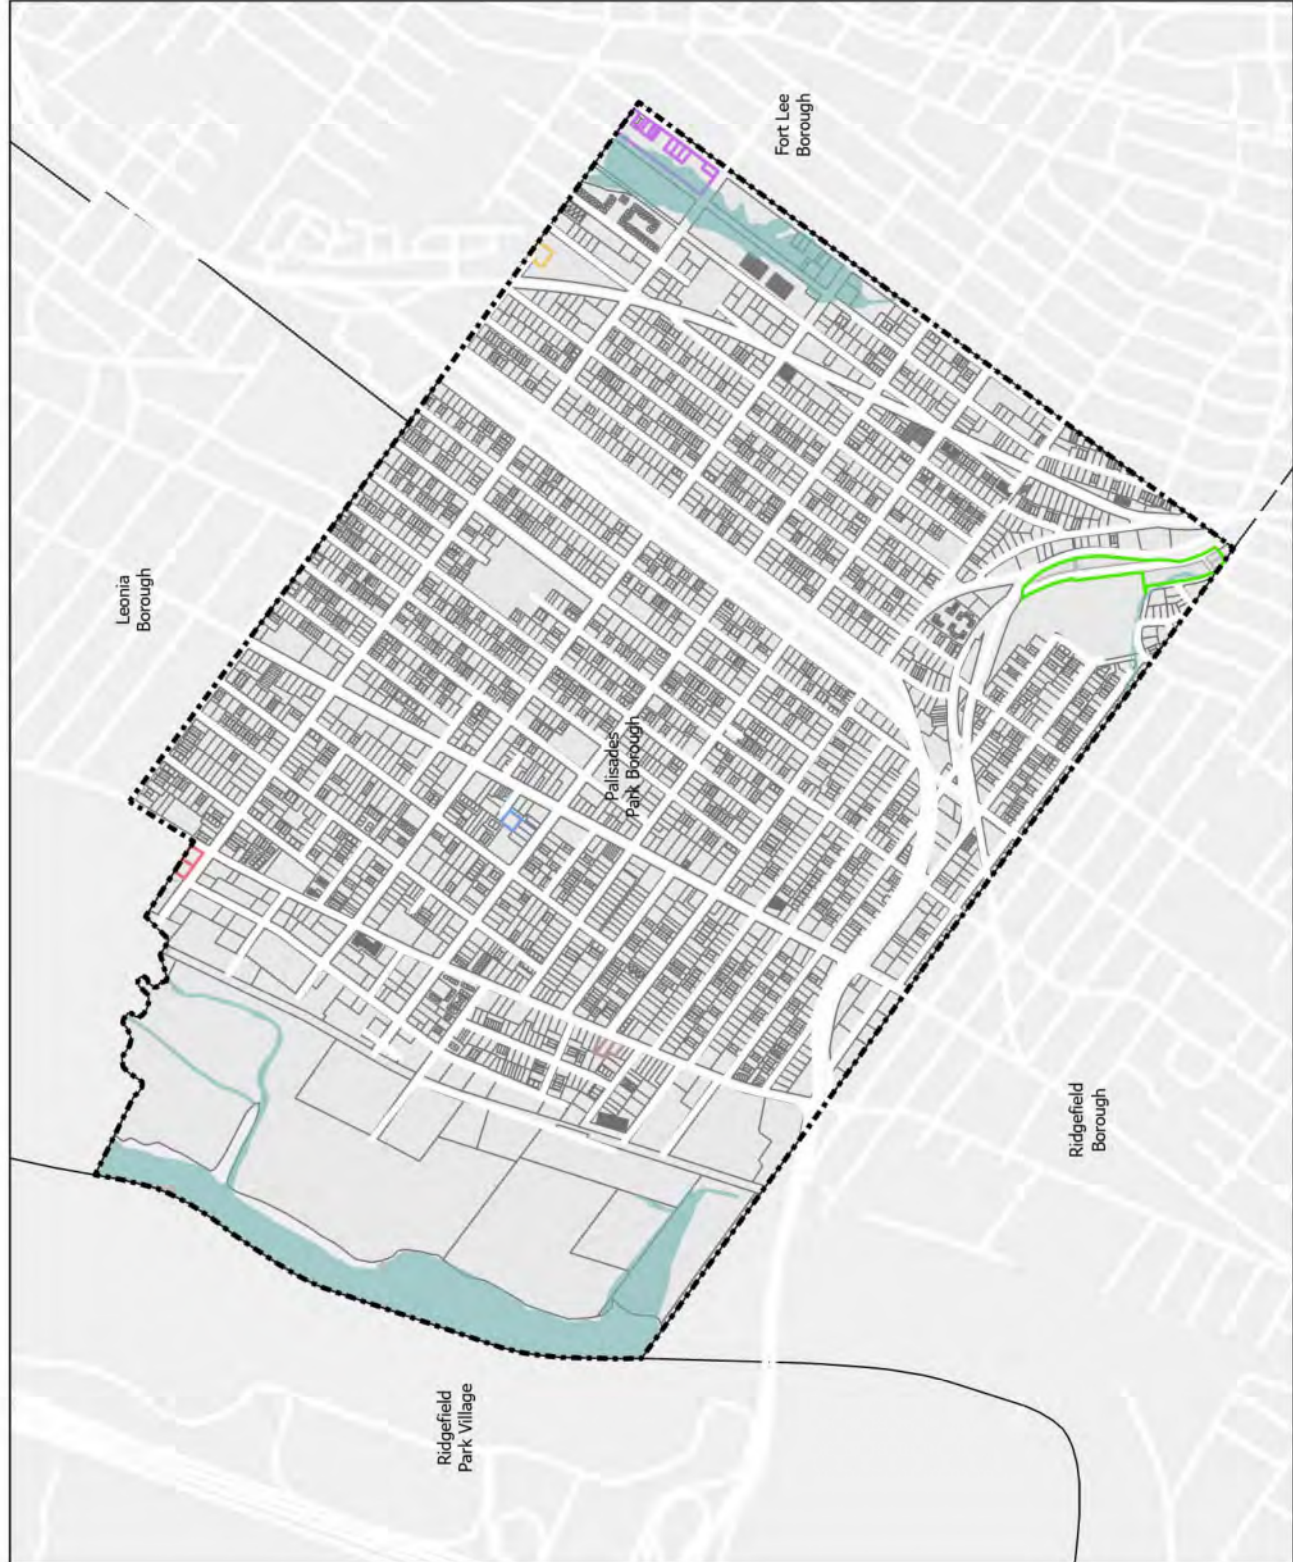 Leonia
Borough
Fort Lee
Borough
Palisades
Park Borough
Ridgefield
Park Village
Ridgefield
Borough